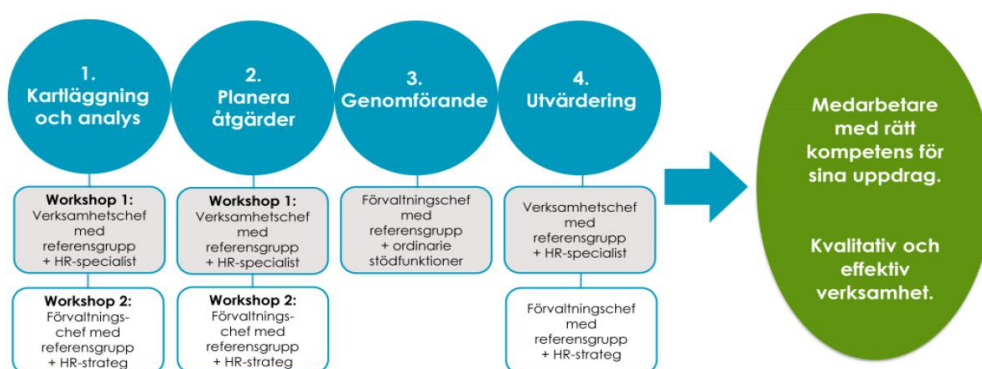 1.
Kartläggning
och analys
Workshop 1:
Verksamhetschef
med
referensgrupp
+ HR-specialist
Workshop 2:
Förvaltnings-
chef med
referensgrupp
+ HR-strateg
2.
Planera
åtgärder
Workshop 1:
Verksamhetschef
med
referensgrupp
+ HR-specialist
Workshop 2:
Förvaltnings-
chef med
referensgrupp
+ HR-strateg
3.
Genomförande
Förvaltningschef
med
referensgrupp
+ ordinarie
stödfunktioner
4.
Utvärdering
Verksamhetschef
med
referensgrupp
+ HR-specialist
Förvaltningschef
med
referensgrupp
+ HR-strateg
Medarbetare
med rätt
kompetens för
sina uppdrag.
Kvalitativ och
effektiv
verksamhet.